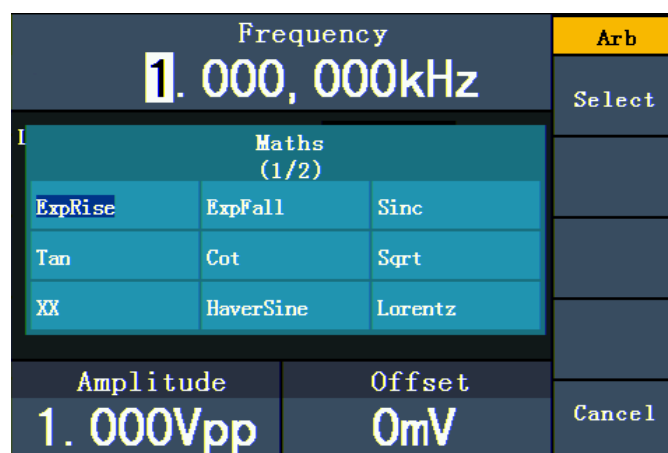 Frequency
1.000,000kHz
Maths
(1/2)
ExpRise ExpFall Sinc
Tan Cot Sqrt
XX HaverSine Lorentz
Amplitude Offset
1.000Vpp 0mV
Arb
Select
Cancel